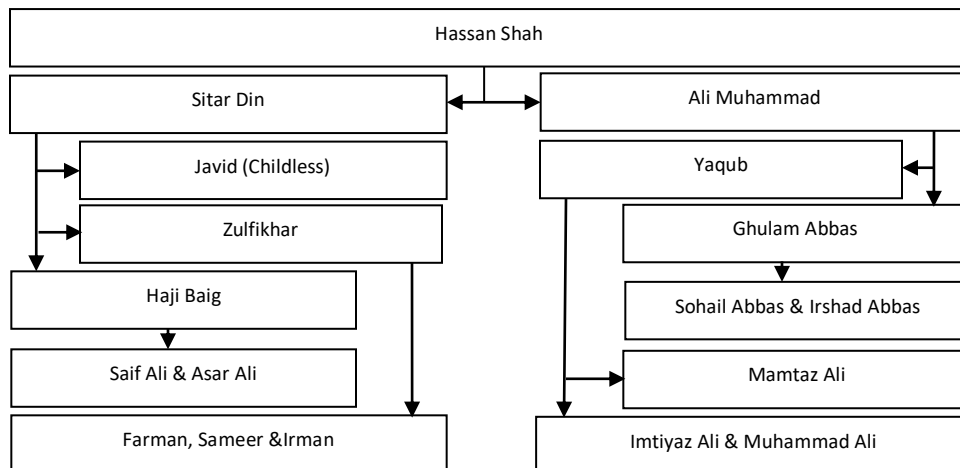 Hassan Shah
Sitar Din
Ali Muhammad
Javid (Childless)
Yaqub
Zulfikhar
Ghulam Abbas
Haji Baig
Sohail Abbas & Irshad Abbas
Saif Ali & Asar Ali
Mamtaz Ali
Farman, Sameer &Irman
Imtiyaz Ali & Muhammad Ali